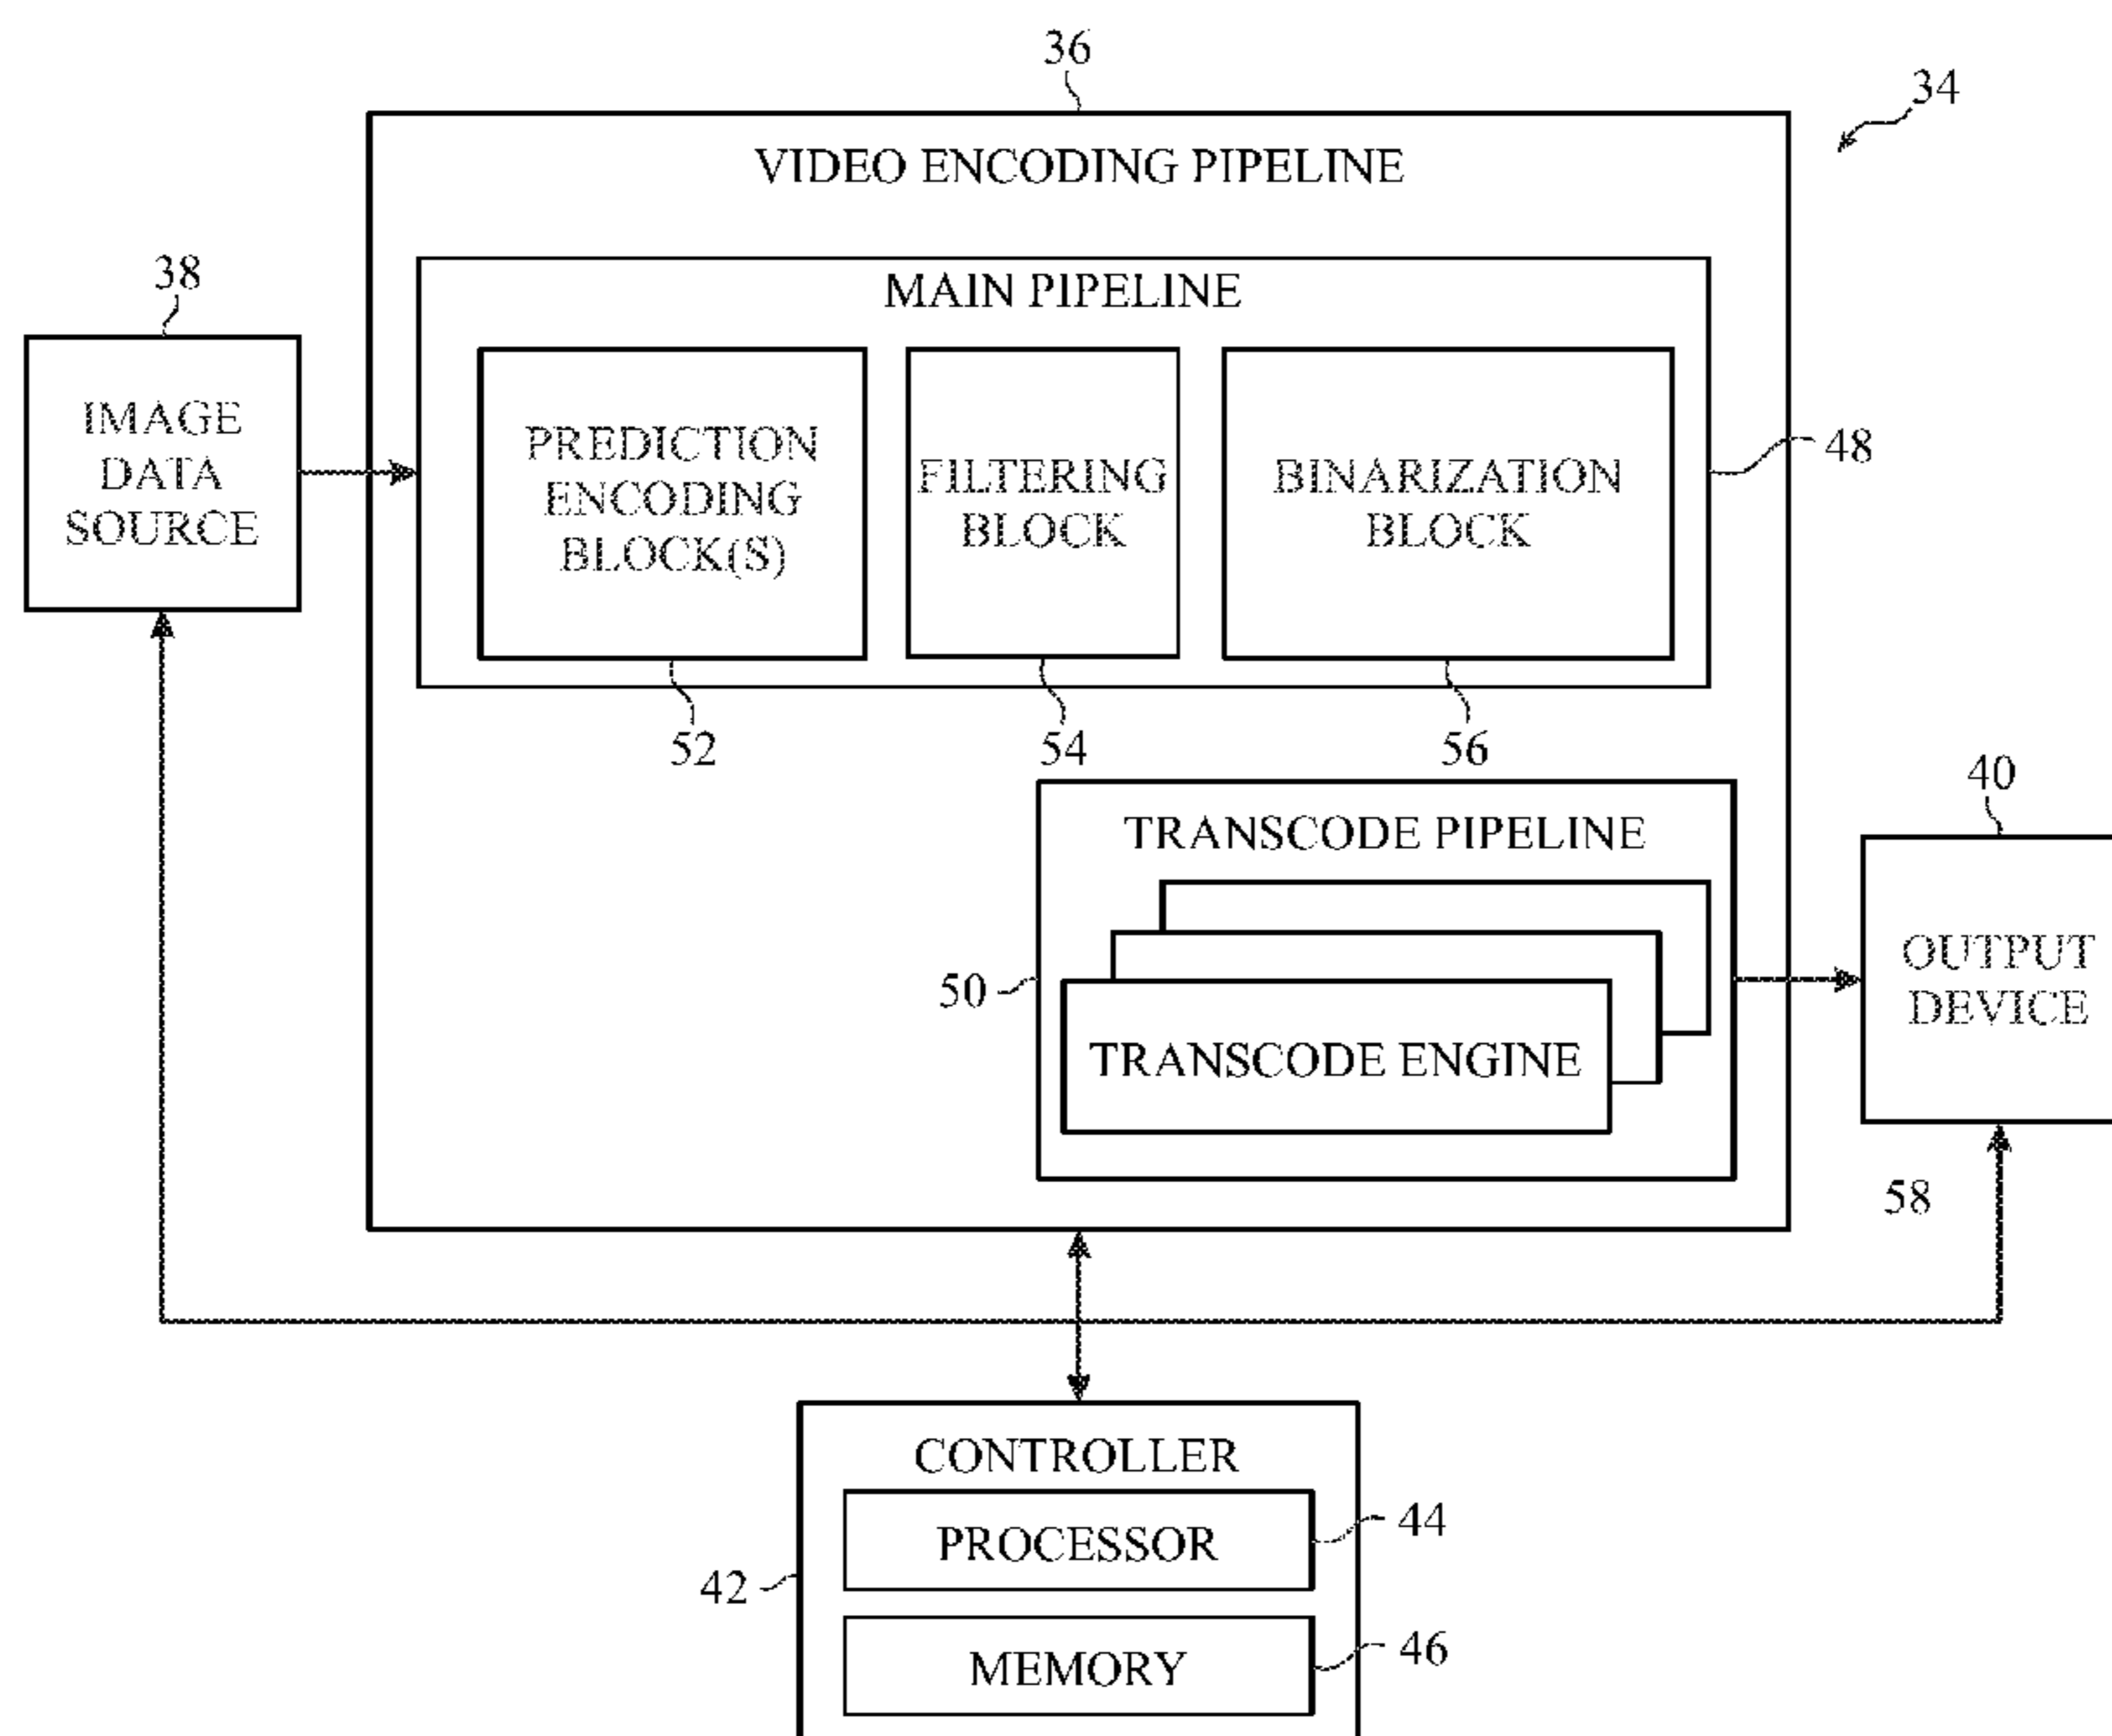 36
34
VIDEO ENCODING PIPELINE
38
MAIN PIPELINE
IMAGE
DATA
SOURCE
PREDICTION
ENCODING
BLOCK(S)
FILTERING
BLOCK
BINARIZATION
BLOCK
48
52
54
56
40
TRANSCODE PIPELINE
OUTPUT
DEVICE
50
TRANSCODE ENGINE
58
CONTROLLER
PROCESSOR
44
42
MEMORY
46